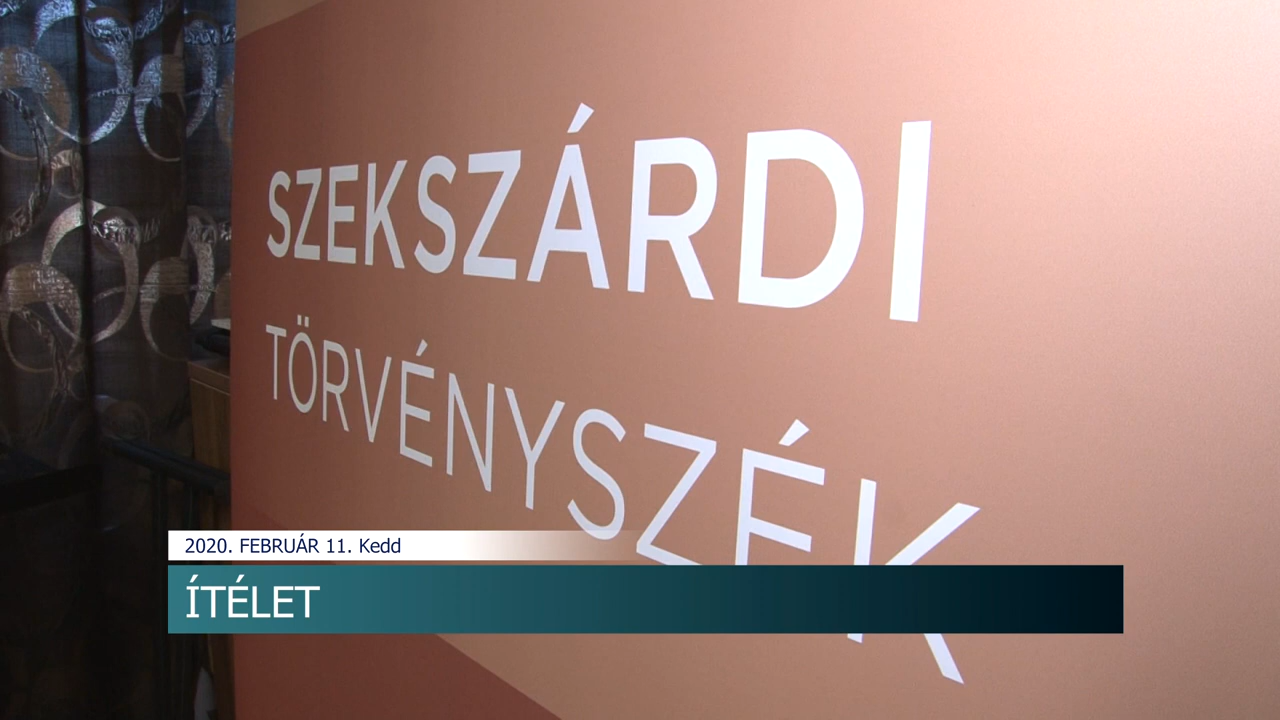 SZEKSZÁRDI
TÖRVÉNYSZÉK
2020. FEBRUÁR 11. Kedd
ÍTÉLET